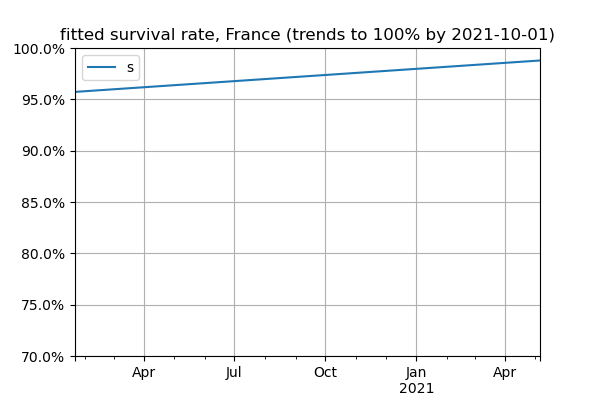 fitted survival rate, France (trends to 100% by 2021-10-01)
100.0%
s
95.0%
90.0%
85.0%
80.0%
75.0%
70.0%
Apr Jul Oct Jan Apr
2021